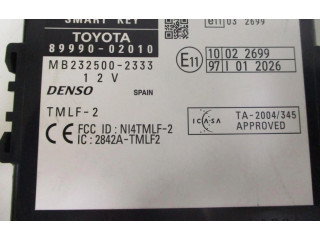 SMART KEY
TOYOTA
89990-02010
MB232500-2333
12V
DENSO SPAIN
TMLF-2
CE FCC ID : NI4TMLF-2
IC : 2842A-TMLF2
e11 03 2699
E11 10 02 2699
97 I 01 2026
ICASA TA-2004/345
APPROVED